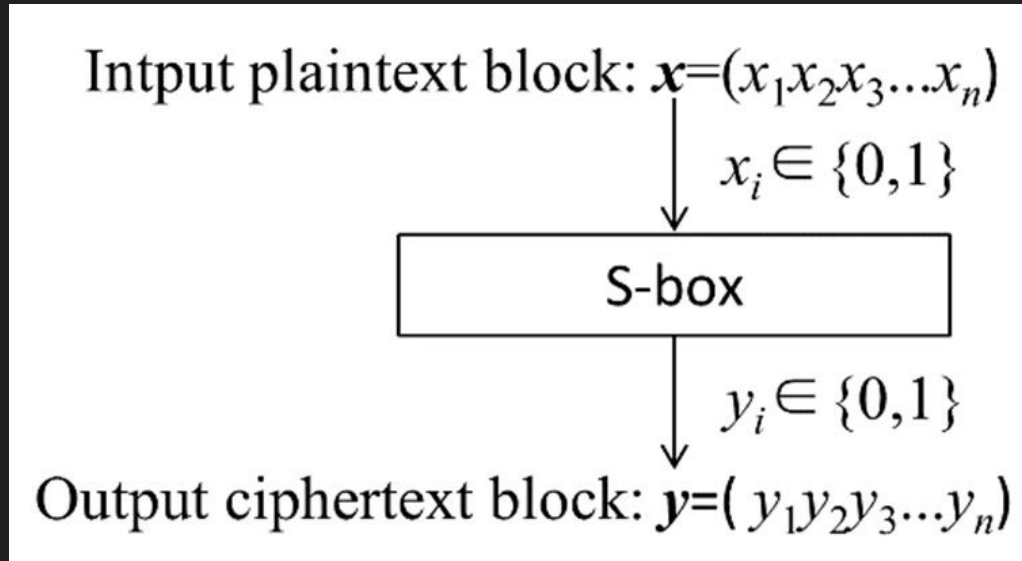 Intput plaintext block: x=(x₁x₂x₃...xₙ)
xᵢ∈ {0,1}
S-box
yᵢ∈ {0,1}
Output ciphertext block: y=( y₁y₂y₃...yₙ)